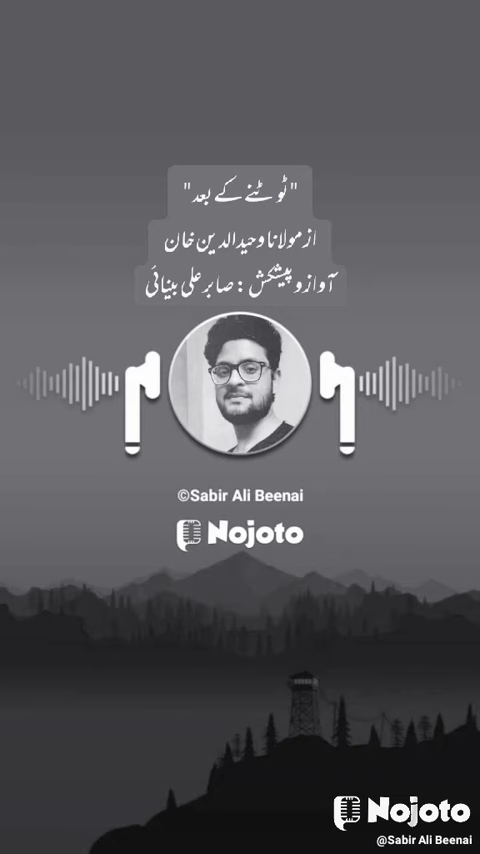 "ٹوٹنے کے بعد"
از مولانا وحید الدین خان
آواز و پیشکش : صابر علی بینائی
©Sabir Ali Beenai
Nojoto
Nojoto
@Sabir Ali Beenai